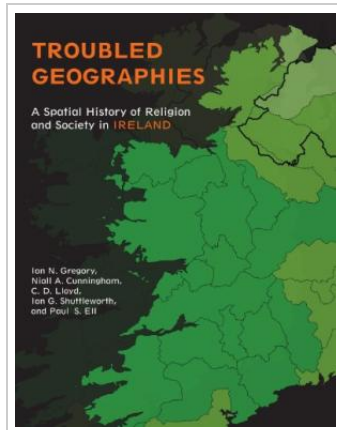 TROUBLED
GEOGRAPHIES
A Spatial History of Religion
and Society in IRELAND
Ian N. Gregory,
Niall A. Cunningham,
C. D. Lloyd,
Ian G. Shuttleworth,
and Paul S. Ell